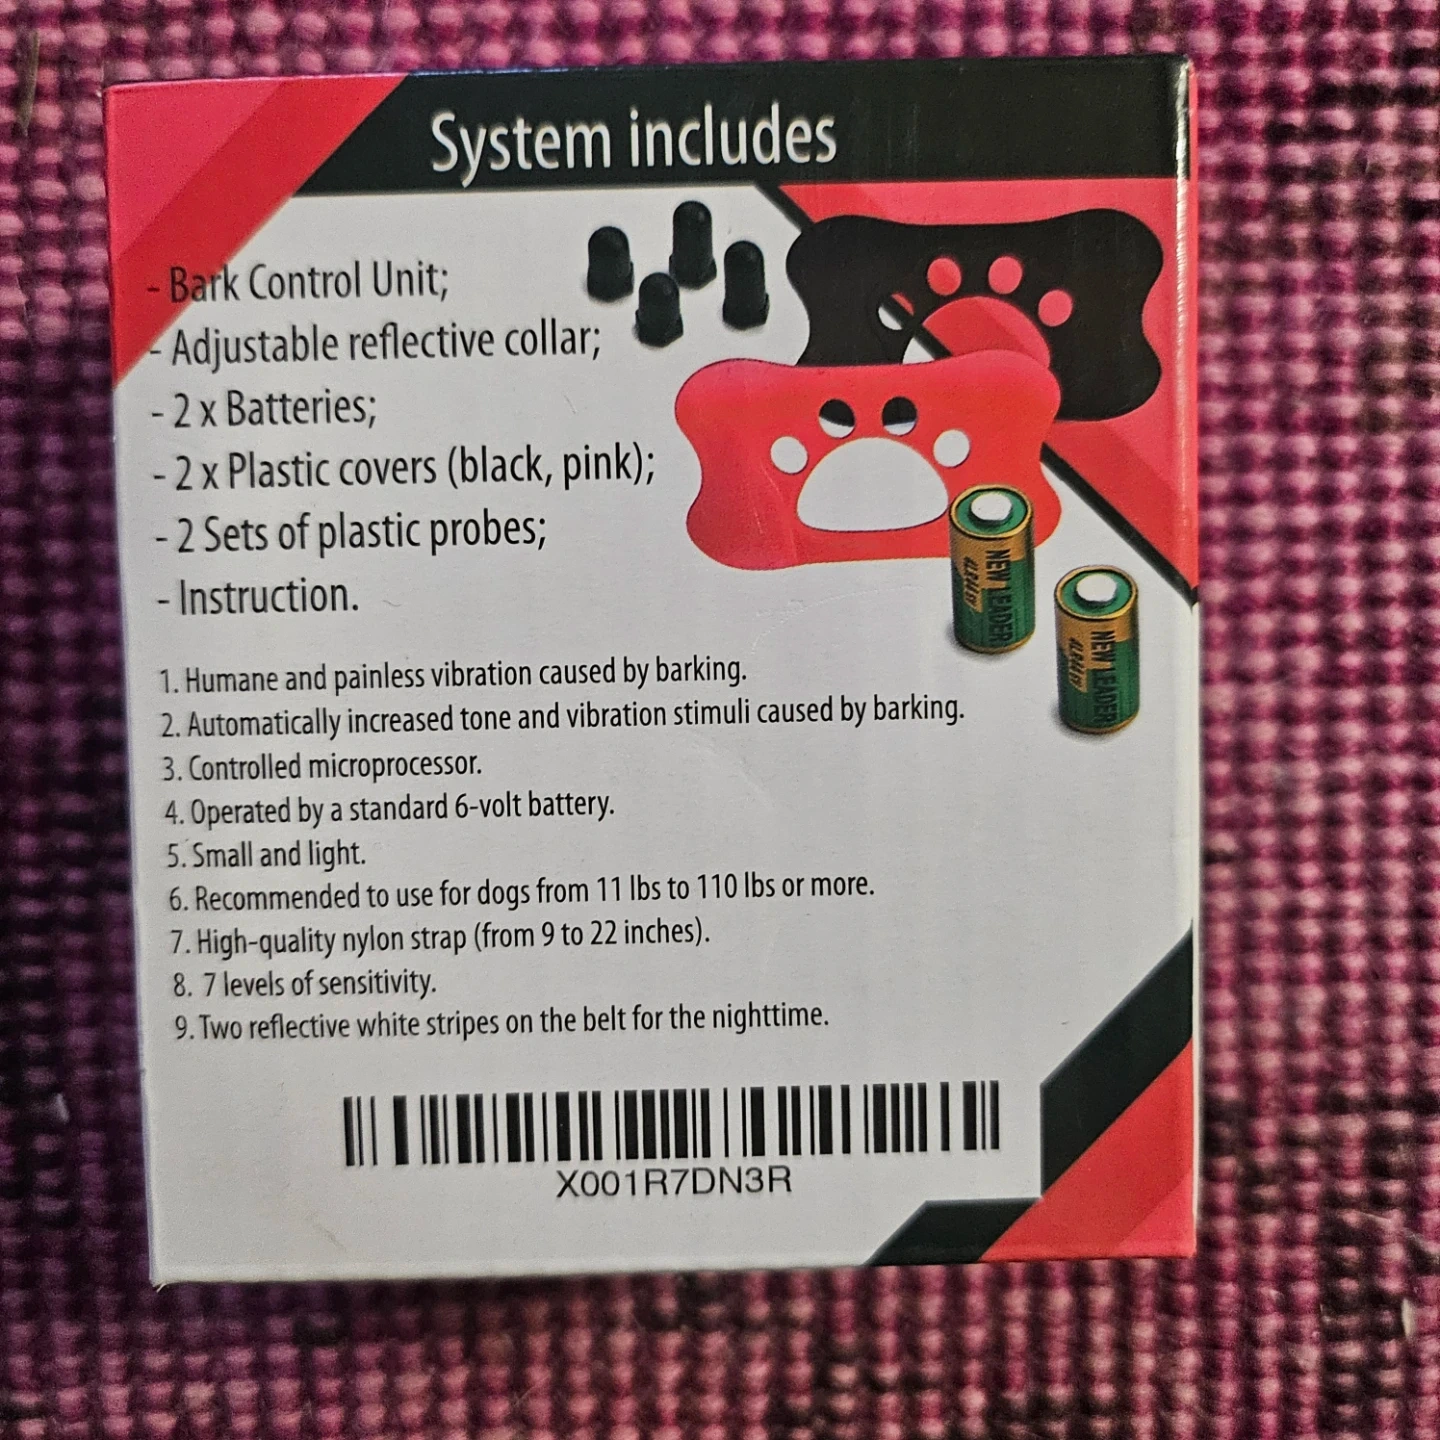 System includes
- Bark Control Unit;
- Adjustable reflective collar;
- 2 x Batteries;
- 2 x Plastic covers (black, pink);
- 2 Sets of plastic probes;
- Instruction.
NEW LEADER
NEW LEADER
1. Humane and painless vibration caused by barking.
2. Automatically increased tone and vibration stimuli caused by barking.
3. Controlled microprocessor.
4. Operated by a standard 6-volt battery.
5. Small and light.
6. Recommended to use for dogs from 11 lbs to 110 lbs or more.
7. High-quality nylon strap (from 9 to 22 inches).
8. 7 levels of sensitivity.
9. Two reflective white stripes on the belt for the nighttime.
X001R7DN3R